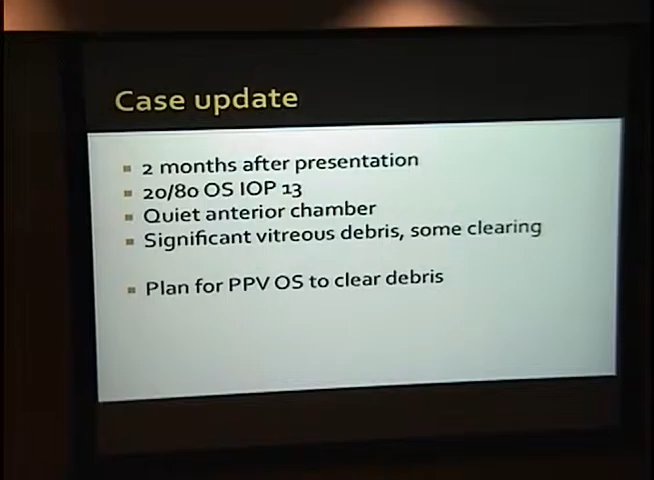 Case update
2 months after presentation
20/80 OS IOP 13
Quiet anterior chamber
Significant vitreous debris, some clearing
Plan for PPV OS to clear debris